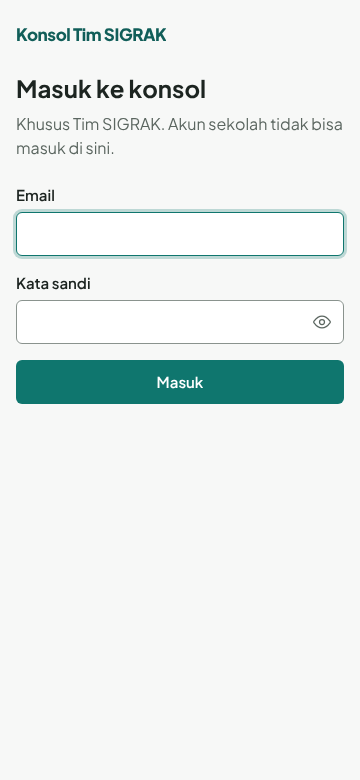 Konsol Tim SIGRAK
Masuk ke konsol
Khusus Tim SIGRAK. Akun sekolah tidak bisa
masuk di sini.
Email
Kata sandi
Masuk